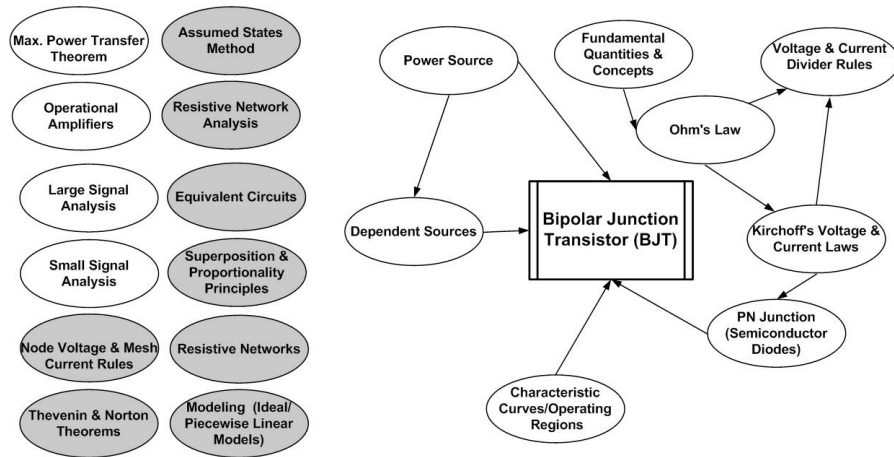 Max. Power Transfer
Theorem
Assumed States
Method
Operational
Amplifiers
Resistive Network
Analysis
Large Signal
Analysis
Equivalent Circuits
Small Signal
Analysis
Superposition &
Proportionality
Principles
Node Voltage & Mesh
Current Rules
Resistive Networks
Thevenin & Norton
Theorems
Modeling (Ideal/
Piecewise Linear
Models)
Power Source
Fundamental
Quantities &
Concepts
Voltage & Current
Divider Rules
Ohm's Law
Dependent Sources
Bipolar Junction
Transistor (BJT)
Kirchoff's Voltage &
Current Laws
PN Junction
(Semiconductor
Diodes)
Characteristic
Curves/Operating
Regions